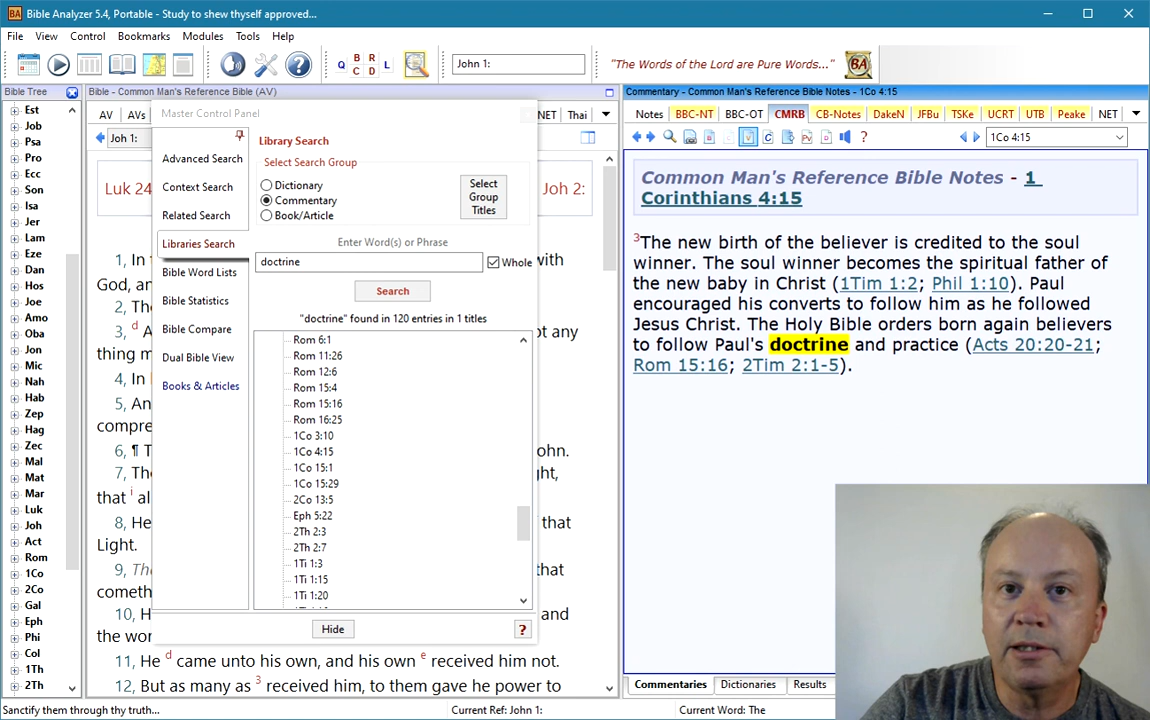 BA Bible Analyzer 5.4, Portable - Study to shew thyself approved...
File View Control Bookmarks Modules Tools Help
Q B R L
C D
John 1:
"The Words of the Lord are Pure Words..."
BA
Bible Tree
Est
Job
Psa
Pro
Ecc
Son
Isa
Jer
Lam
Eze
Dan
Hos
Joe
Amo
Oba
Jon
Mic
Nah
Hab
Zep
Hag
Zec
Mal
Mat
Mar
Luk
Joh
Act
Rom
1Co
2Co
Gal
Eph
Phi
Col
1Th
2Th
Bible - Common Man's Reference Bible (AV)
AV AVs NET Thai
Joh 1:
Luk 24 Joh 2:
1, In with
God, an
2, The
3, d A ot any
thing m
4, In
5, An
compre
6, ¶ T ohn.
7, The ght,
that i al
8, He that
Light.
9, The that
cometh
10, H and
the wor
11, He d came unto his own, and his own e received him not.
12, But as many as 3 received him, to them gave he power to
Master Control Panel
Advanced Search
Context Search
Related Search
Libraries Search
Bible Word Lists
Bible Statistics
Bible Compare
Dual Bible View
Books & Articles
Library Search
Select Search Group
Dictionary
Commentary
Book/Article
Select
Group
Titles
Enter Word(s) or Phrase
doctrine Whole
Search
"doctrine" found in 120 entries in 1 titles
Rom 6:1
Rom 11:26
Rom 12:6
Rom 15:4
Rom 15:16
Rom 16:25
1Co 3:10
1Co 4:15
1Co 15:1
1Co 15:29
2Co 13:5
Eph 5:22
2Th 2:3
2Th 2:7
1Ti 1:3
1Ti 1:15
1Ti 1:20
Hide ?
Commentary - Common Man's Reference Bible Notes - 1Co 4:15
Notes BBC-NT BBC-OT CMRB CB-Notes DakeN JFBu TSKe UCRT UTB Peake NET
1Co 4:15
Common Man's Reference Bible Notes - 1
Corinthians 4:15
3The new birth of the believer is credited to the soul
winner. The soul winner becomes the spiritual father of
the new baby in Christ (1Tim 1:2; Phil 1:10). Paul
encouraged his converts to follow him as he followed
Jesus Christ. The Holy Bible orders born again believers
to follow Paul's doctrine and practice (Acts 20:20-21;
Rom 15:16; 2Tim 2:1-5).
Commentaries Dictionaries Results
Sanctify them through thy truth... Current Ref: John 1: Current Word: The